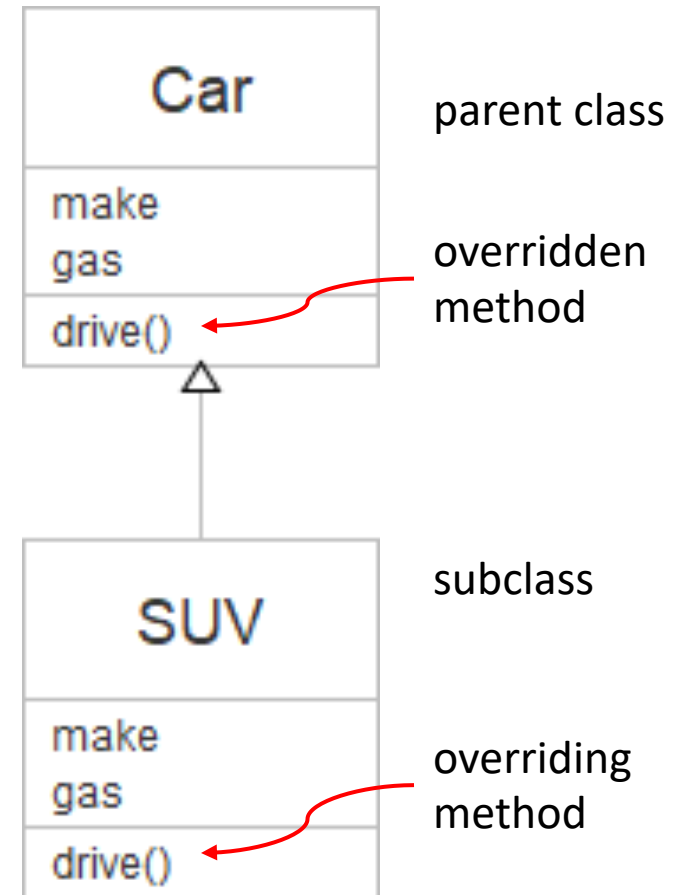 Car
parent class
make
gas
overridden
method
drive()
SUV
subclass
make
gas
overriding
method
drive()